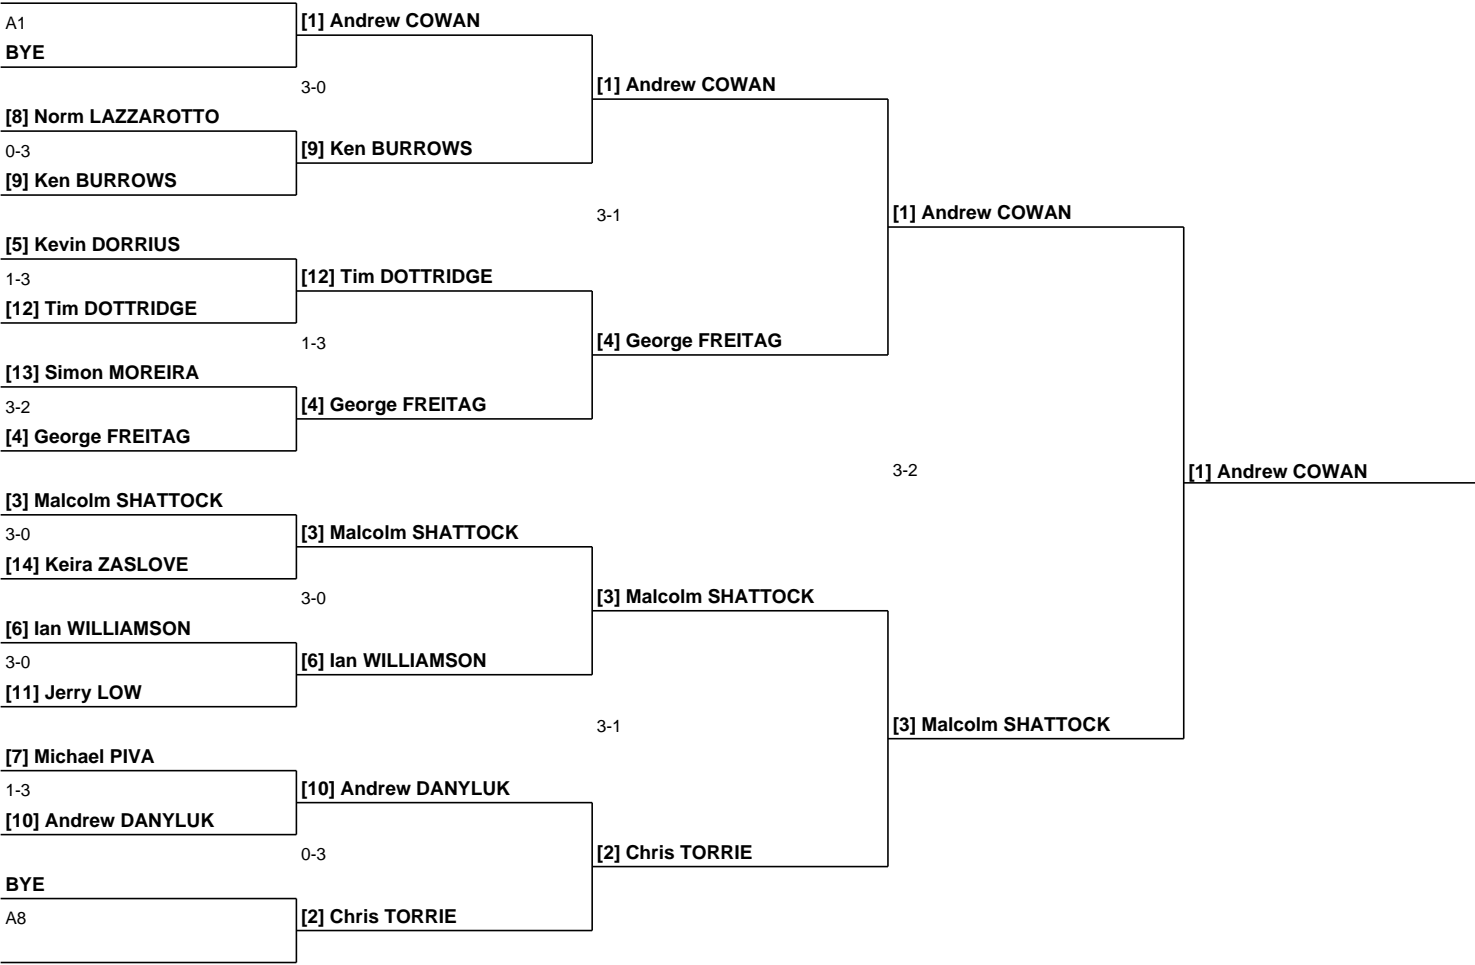 A1
BYE
[8] Norm LAZZAROTTO
0-3
[9] Ken BURROWS
[5] Kevin DORRIUS
1-3
[12] Tim DOTTRIDGE
[13] Simon MOREIRA
3-2
[4] George FREITAG
[3] Malcolm SHATTOCK
3-0
[14] Keira ZASLOVE
[6] Ian WILLIAMSON
3-0
[11] Jerry LOW
[7] Michael PIVA
1-3
[10] Andrew DANYLUK
BYE
A8
[1] Andrew COWAN
3-0
[9] Ken BURROWS
[12] Tim DOTTRIDGE
1-3
[4] George FREITAG
[3] Malcolm SHATTOCK
3-0
[6] Ian WILLIAMSON
[10] Andrew DANYLUK
0-3
[2] Chris TORRIE
[1] Andrew COWAN
3-1
[4] George FREITAG
[3] Malcolm SHATTOCK
3-1
[2] Chris TORRIE
[1] Andrew COWAN
3-2
[3] Malcolm SHATTOCK
[1] Andrew COWAN